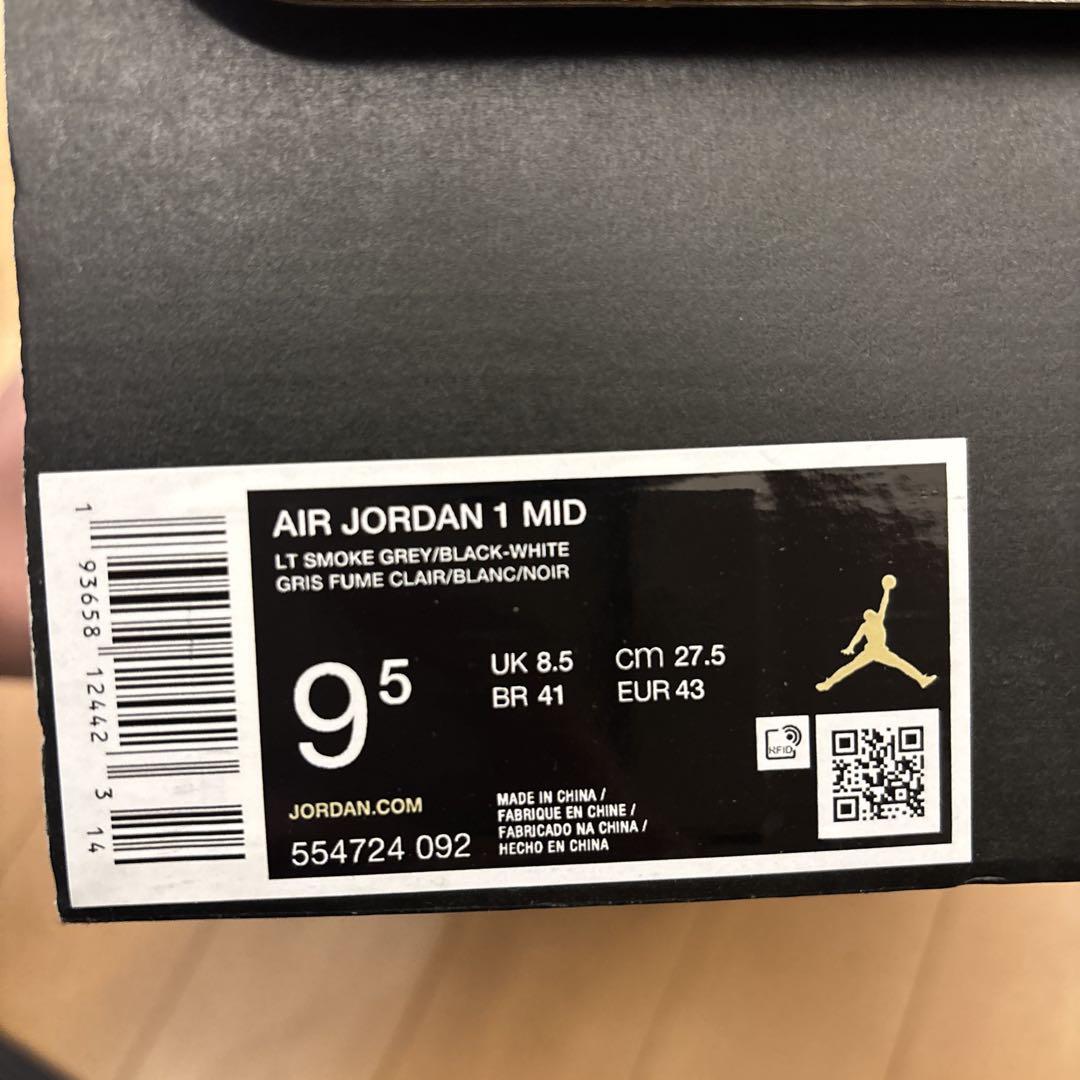 AIR JORDAN 1 MID
LT SMOKE GREY/BLACK-WHITE
GRIS FUME CLAIR/BLANC/NOIR
9 5
UK 8.5
BR 41
cm 27.5
EUR 43
RFID
JORDAN.COM
554724 092
MADE IN CHINA /
FABRIQUE EN CHINE /
FABRICADO NA CHINA /
HECHO EN CHINA
1 93658 12442 3 14